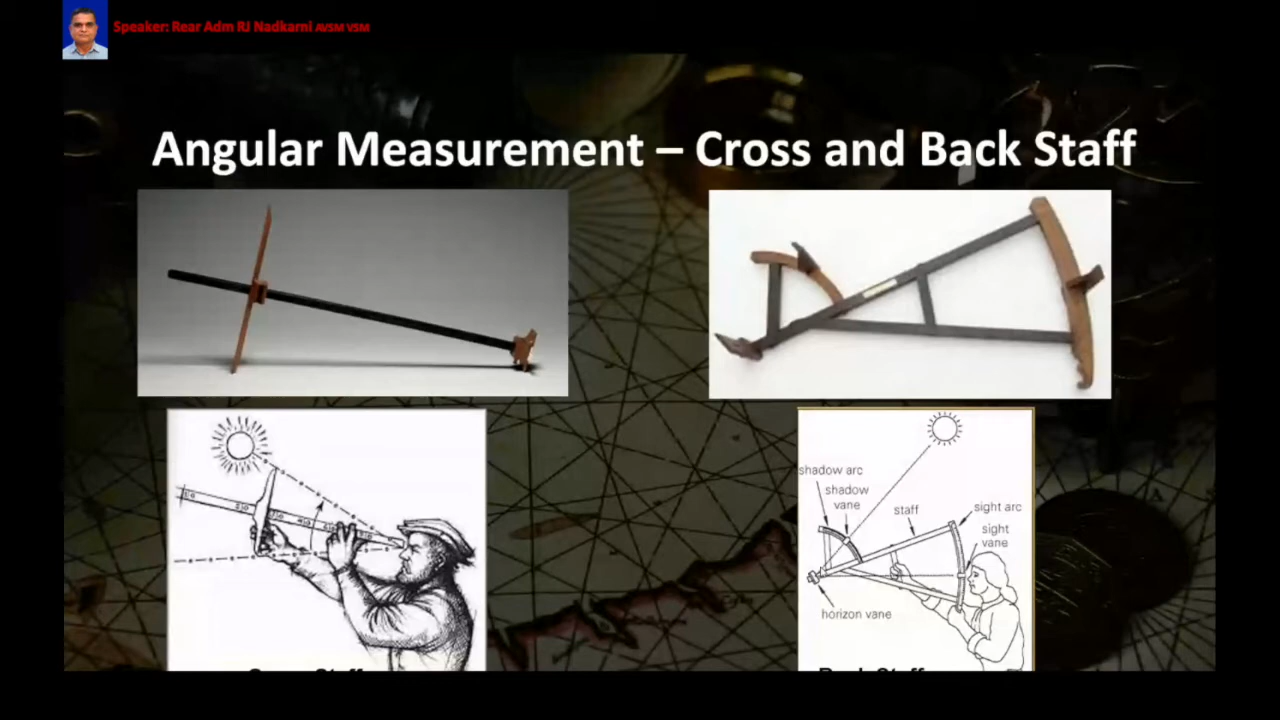 Speaker: Rear Adm RJ Nadkarni AVSM VSM
Angular Measurement – Cross and Back Staff
shadow arc
shadow
vane
staff
sight arc
sight
vane
horizon vane